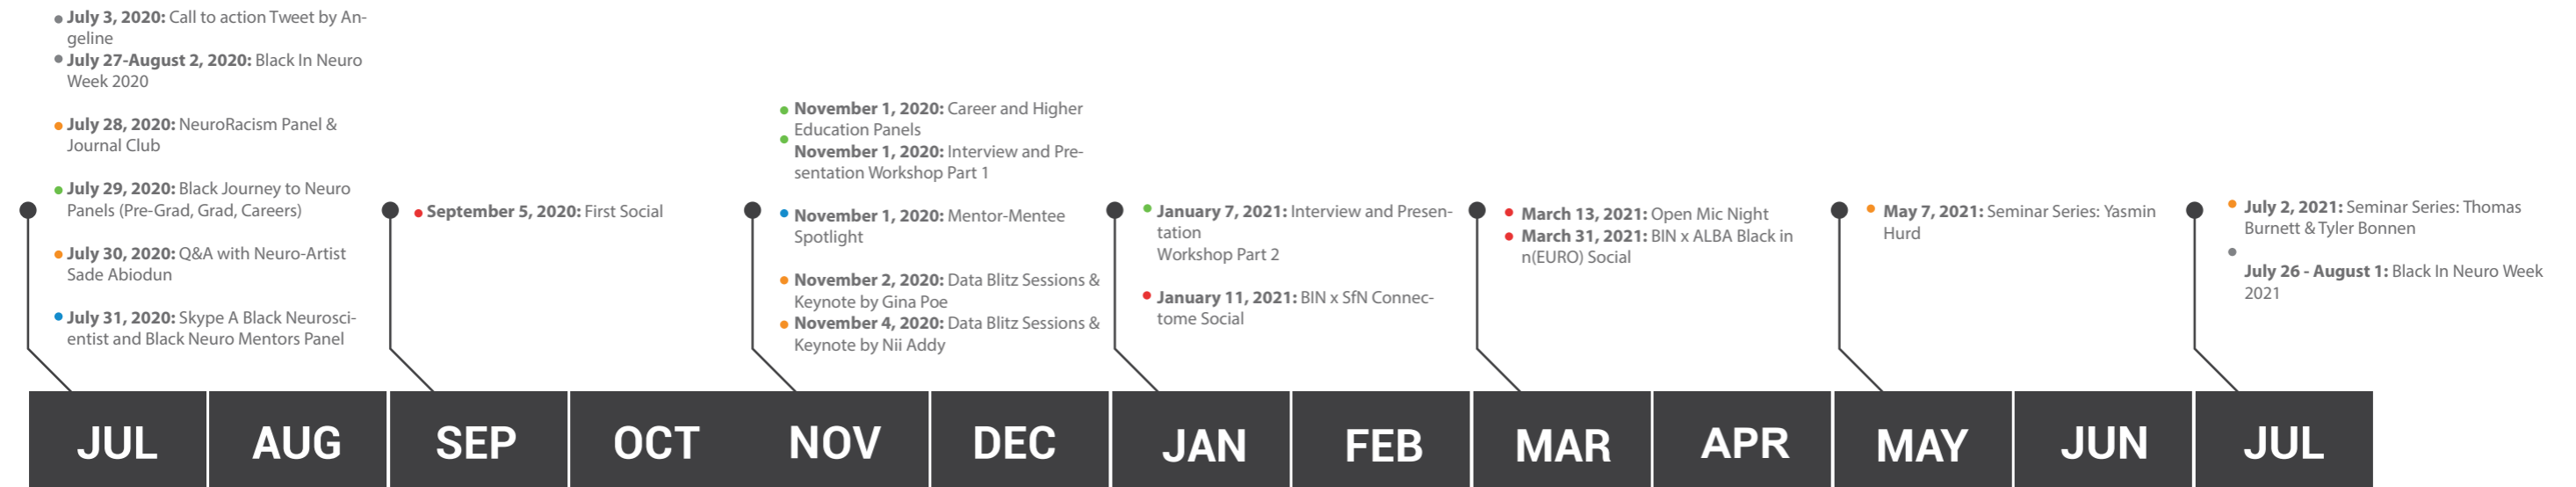 July 3, 2020: Call to action Tweet by An-
geline
July 27-August 2, 2020: Black In Neuro
Week 2020
July 28, 2020: NeuroRacism Panel &
Journal Club
July 29, 2020: Black Journey to Neuro
Panels (Pre-Grad, Grad, Careers)
July 30, 2020: Q&A with Neuro-Artist
Sade Abiodun
July 31, 2020: Skype A Black Neurosci-
entist and Black Neuro Mentors Panel
September 5, 2020: First Social
November 1, 2020: Career and Higher
Education Panels
November 1, 2020: Interview and Pre-
sentation Workshop Part 1
November 1, 2020: Mentor-Mentee
Spotlight
November 2, 2020: Data Blitz Sessions &
Keynote by Gina Poe
November 4, 2020: Data Blitz Sessions &
Keynote by Nii Addy
January 7, 2021: Interview and Presen-
tation
Workshop Part 2
January 11, 2021: BIN x SfN Connec-
tome Social
March 13, 2021: Open Mic Night
March 31, 2021: BIN x ALBA Black in
n(EURO) Social
May 7, 2021: Seminar Series: Yasmin
Hurd
July 2, 2021: Seminar Series: Thomas
Burnett & Tyler Bonnen
July 26 - August 1: Black In Neuro Week
2021
JUL AUG SEP OCT NOV DEC JAN FEB MAR APR MAY JUN JUL